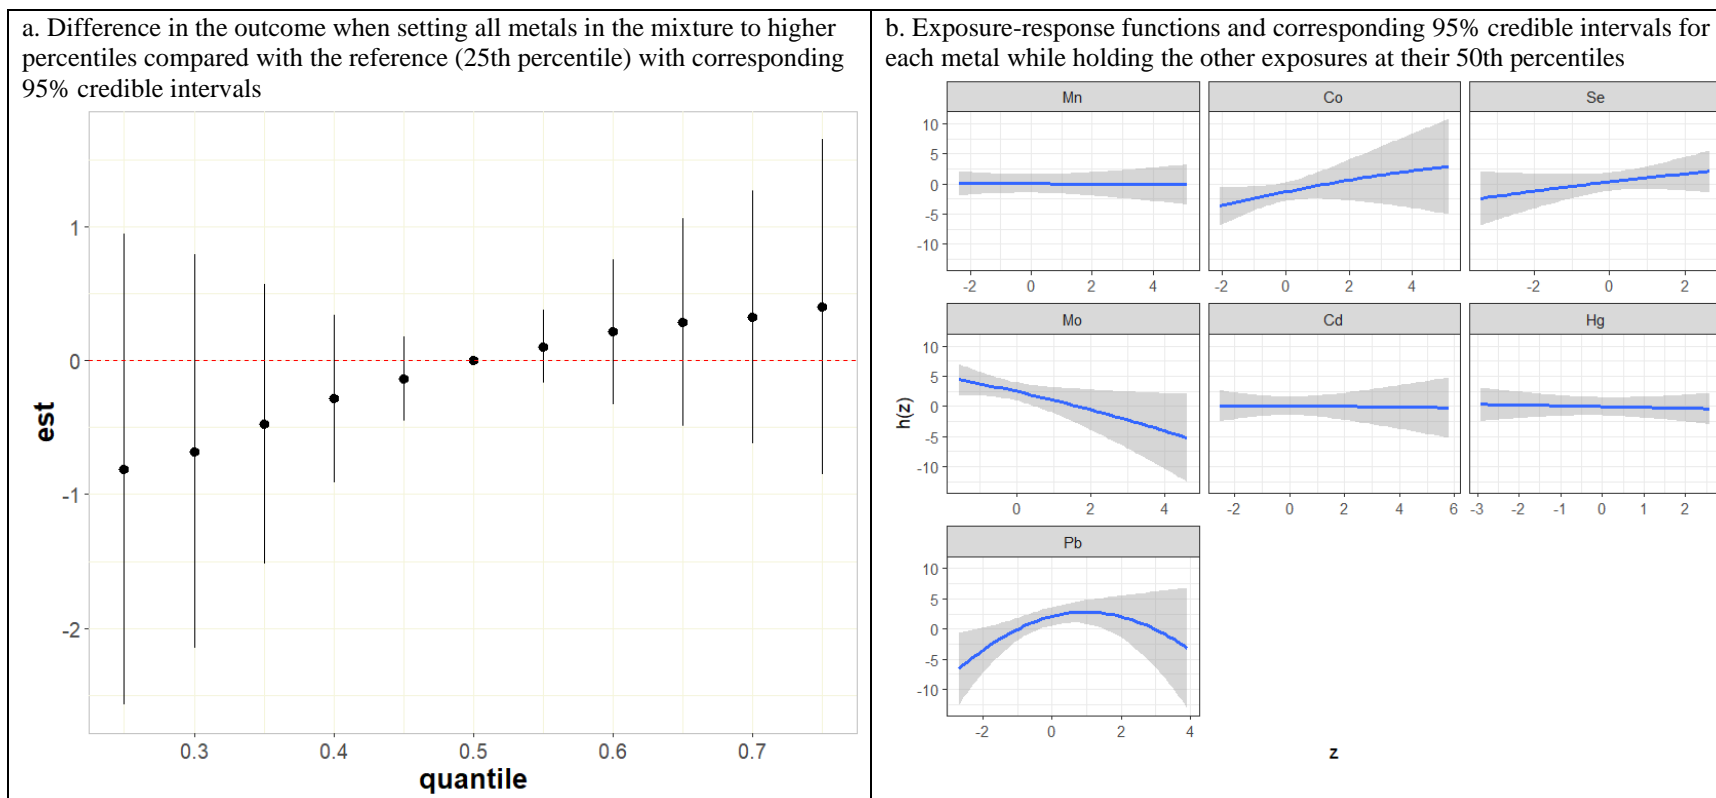 a. Difference in the outcome when setting all metals in the mixture to higher
percentiles compared with the reference (25th percentile) with corresponding
95% credible intervals
1
0
-1
-2
est
0.3 0.4 0.5 0.6 0.7
quantile
b. Exposure-response functions and corresponding 95% credible intervals for
each metal while holding the other exposures at their 50th percentiles
Mn Co Se
10
5
0
-5
-10
-2 0 2 4 -2 0 2 4 0 2
Mo Cd Hg
10
5
0
-5
-10
h(z)
0 2 4 -2 0 2 4 6 -3 -2 -1 0 1 2
Pb
10
5
0
-5
-10
-2 0 2 4
z